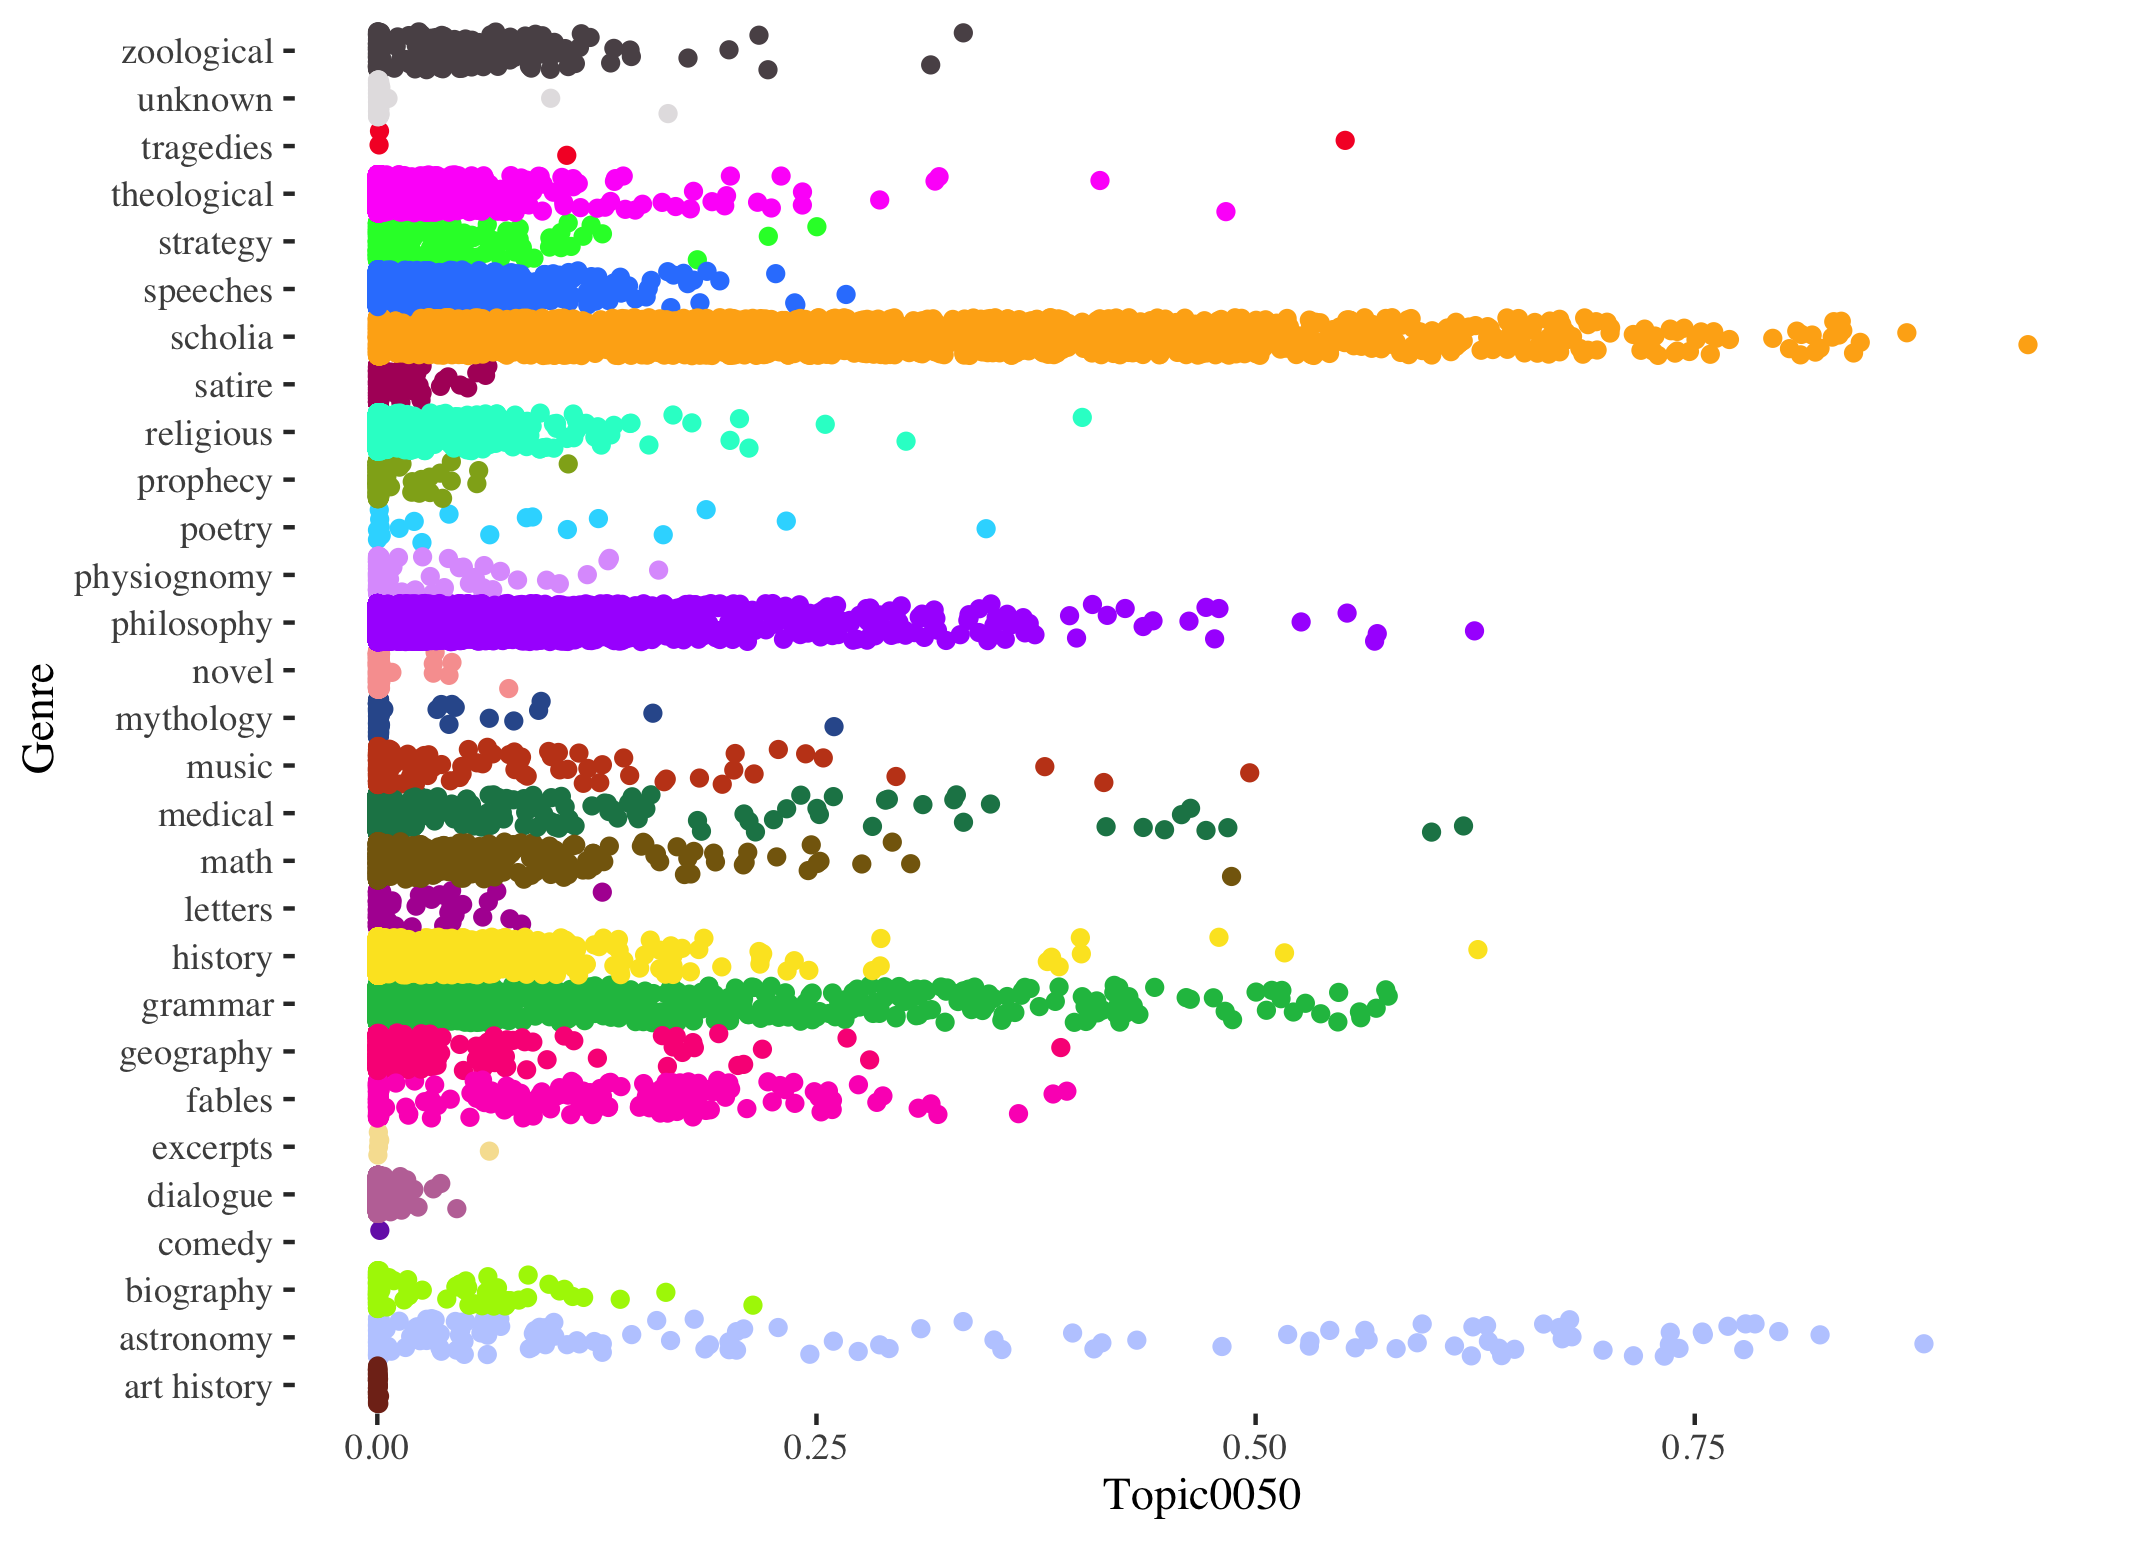 zoological
unknown
tragedies
theological
strategy
speeches
scholia
satire
religious
prophecy
poetry
physiognomy
philosophy
novel
mythology
music
medical
math
letters
history
grammar
geography
fables
excerpts
dialogue
comedy
biography
astronomy
art history
Genre
0.00 0.25 0.50 0.75
Topic0050